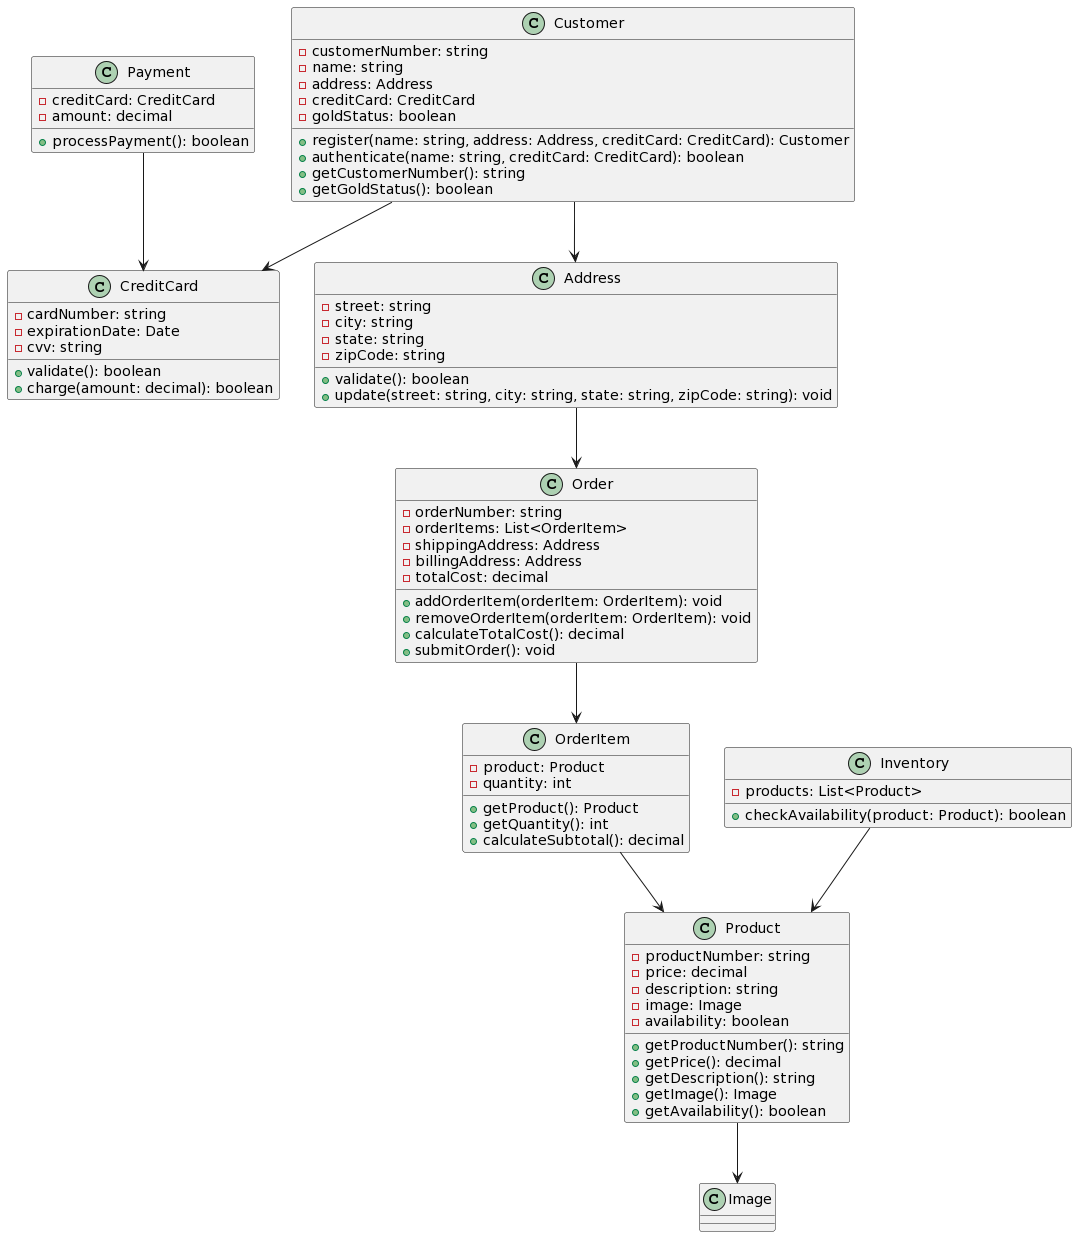 Customer
customerNumber: string
name: string
address: Address
creditCard: CreditCard
goldStatus: boolean
register(name: string, address: Address, creditCard: CreditCard): Customer
authenticate(name: string, creditCard: CreditCard): boolean
getCustomerNumber(): string
getGoldStatus(): boolean
Payment
creditCard: CreditCard
amount: decimal
processPayment(): boolean
CreditCard
cardNumber: string
expirationDate: Date
cvv: string
validate(): boolean
charge(amount: decimal): boolean
Address
street: string
city: string
state: string
zipCode: string
validate(): boolean
update(street: string, city: string, state: string, zipCode: string): void
Order
orderNumber: string
orderItems: List<OrderItem>
shippingAddress: Address
billingAddress: Address
totalCost: decimal
addOrderItem(orderItem: OrderItem): void
removeOrderItem(orderItem: OrderItem): void
calculateTotalCost(): decimal
submitOrder(): void
OrderItem
product: Product
quantity: int
getProduct(): Product
getQuantity(): int
calculateSubtotal(): decimal
Inventory
products: List<Product>
checkAvailability(product: Product): boolean
Product
productNumber: string
price: decimal
description: string
image: Image
availability: boolean
getProductNumber(): string
getPrice(): decimal
getDescription(): string
getImage(): Image
getAvailability(): boolean
Image